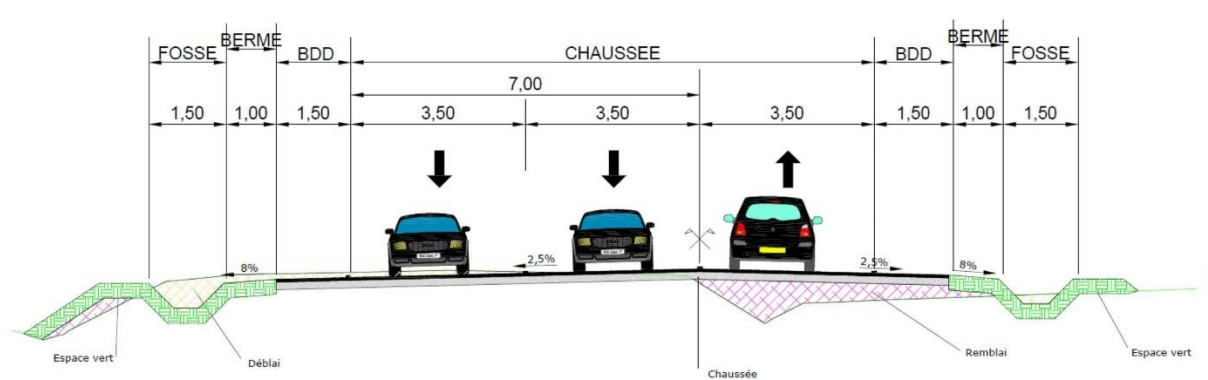 BERME BERME
FOSSE BDD CHAUSSEE BDD FOSSE
7,00
1,50 1,00 1,50 3,50 3,50 3,50 1,50 1,00 1,50
8% 2,5% 2,5% 8%
Espace vert Déblai Remblai Espace vert
Chaussée